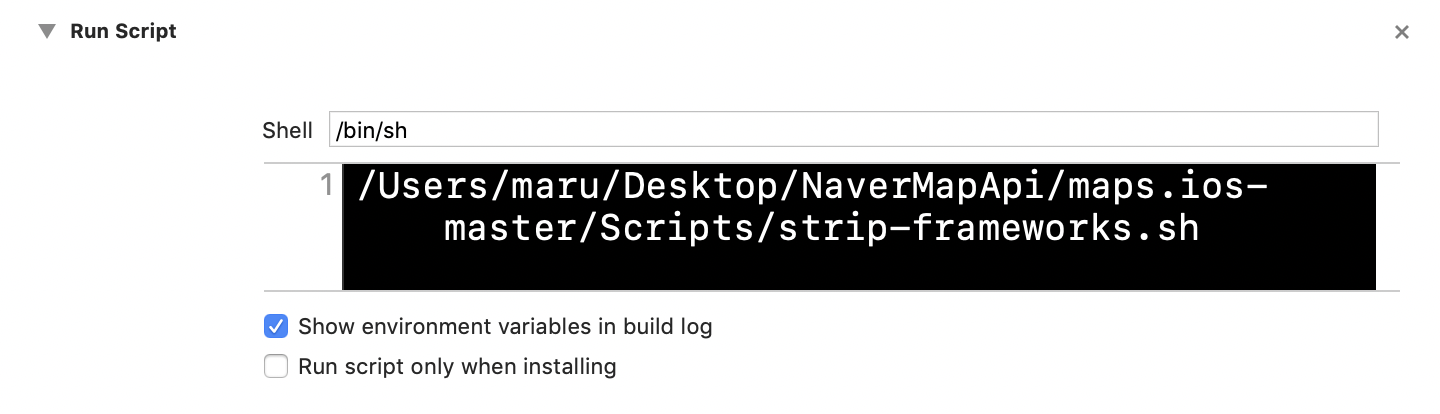 Run Script
Shell /bin/sh
1 /Users/maru/Desktop/NaverMapApi/maps.ios-
master/Scripts/strip-frameworks.sh
Show environment variables in build log
Run script only when installing